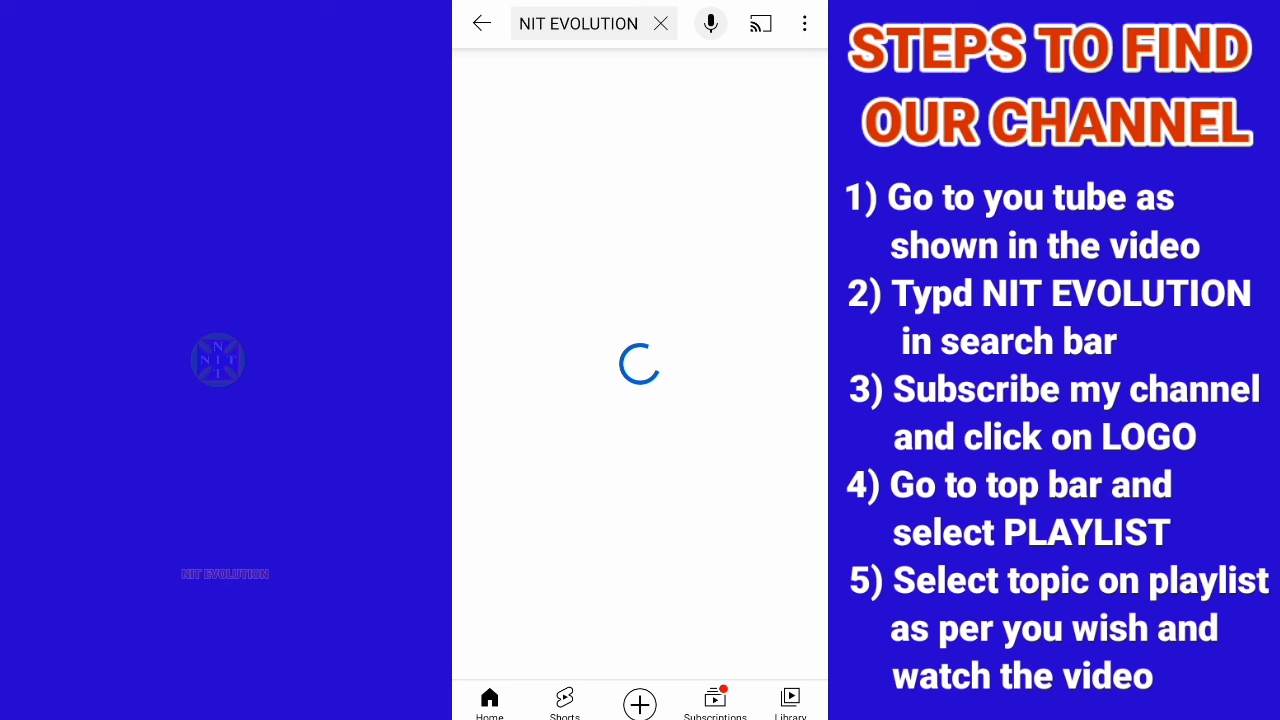 NIT EVOLUTION
STEPS TO FIND
OUR CHANNEL
1) Go to you tube as
shown in the video
2) Typd NIT EVOLUTION
in search bar
3) Subscribe my channel
and click on LOGO
4) Go to top bar and
select PLAYLIST
5) Select topic on playlist
as per you wish and
watch the video
N
N I T
T
NIT EVOLUTION
Home
Shorts
Subscriptions
Library